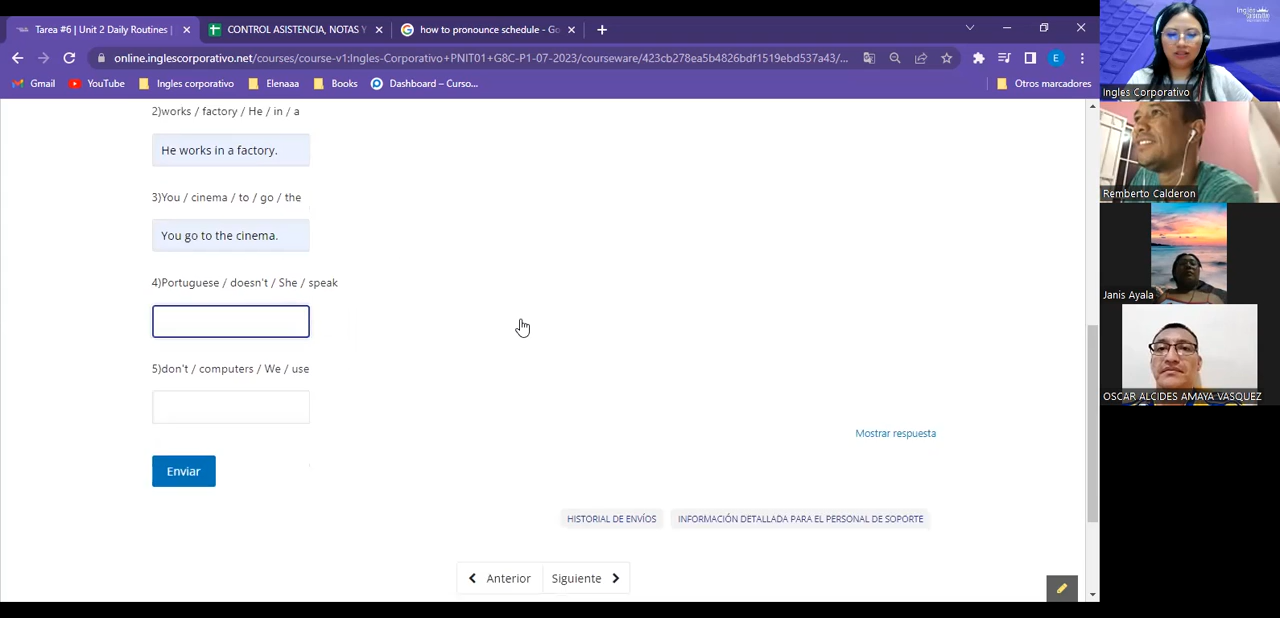 Tarea #6 | Unit 2 Daily Routines |
CONTROL ASISTENCIA, NOTAS Y
how to pronounce schedule - Go
online.inglescorporativo.net/courses/course-v1:Ingles-Corporativo+PNIT01+G8C-P1-07-2023/courseware/423cb278ea5b4826bdf1519ebd537a43/...
Gmail
YouTube
Ingles corporativo
Elenaaa
Books
Dashboard – Curso...
Otros marcadores
2)works / factory / He / in / a
He works in a factory.
3)You / cinema / to / go / the
You go to the cinema.
4)Portuguese / doesn't / She / speak
5)don't / computers / We / use
Mostrar respuesta
Enviar
HISTORIAL DE ENVÍOS
INFORMACIÓN DETALLADA PARA EL PERSONAL DE SOPORTE
Anterior
Siguiente
E
Ingles Corporativo
Remberto Calderon
Janis Ayala
OSCAR ALCIDES AMAYA VASQUEZ